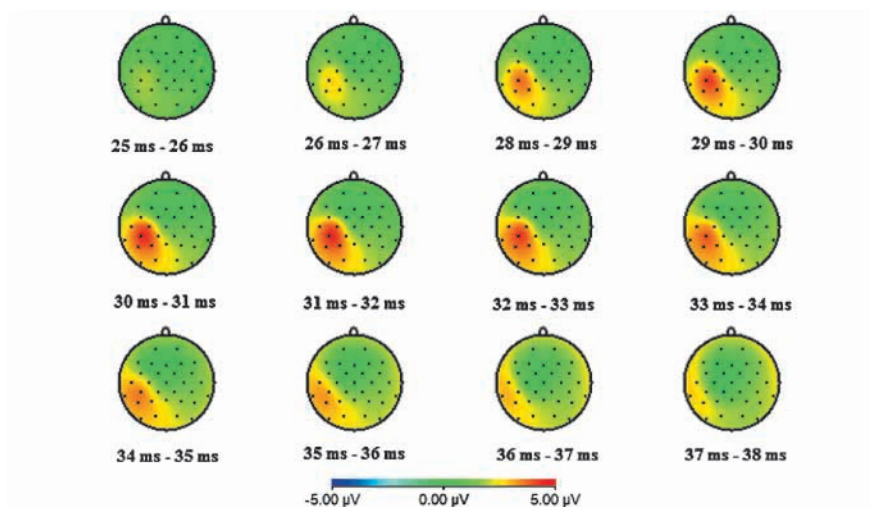 25 ms - 26 ms 26 ms - 27 ms 28 ms - 29 ms 29 ms - 30 ms
30 ms - 31 ms 31 ms - 32 ms 32 ms - 33 ms 33 ms - 34 ms
34 ms - 35 ms 35 ms - 36 ms 36 ms - 37 ms 37 ms - 38 ms
-5.00 µV 0.00 µV 5.00 µV